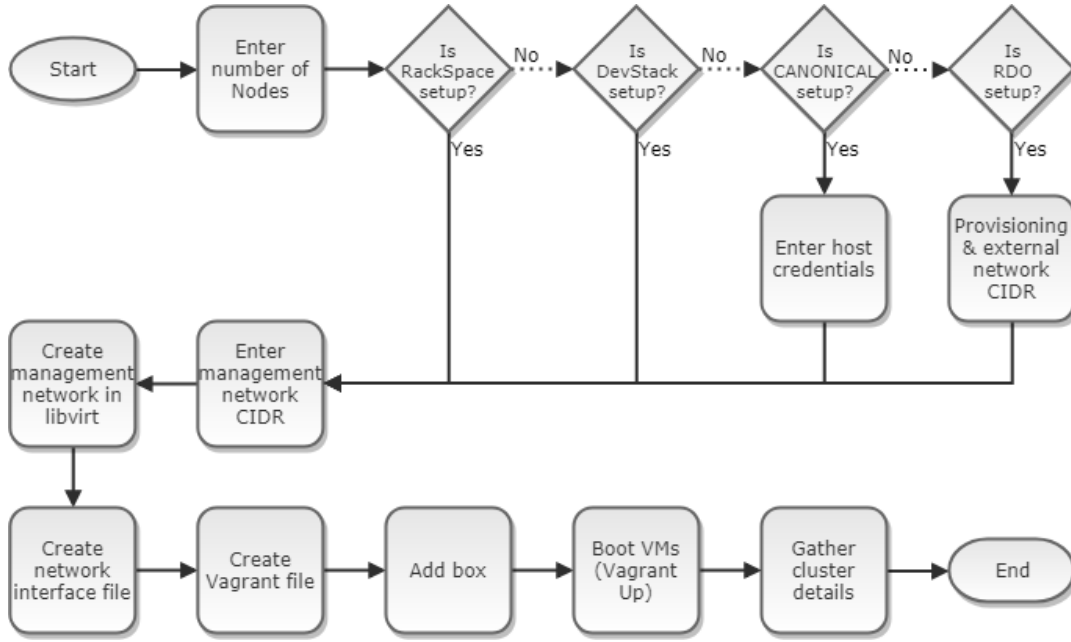 Start
Enter
number of
Nodes
Is
RackSpace
setup?
No
Is
DevStack
setup?
No
Is
CANONICAL
setup?
No
Is
RDO
setup?
Yes
Yes
Yes
Yes
Enter host
credentials
Provisioning
& external
network
CIDR
Create
management
network in
libvirt
Enter
management
network
CIDR
Create
network
interface file
Create
Vagrant file
Add box
Boot VMs
(Vagrant
Up)
Gather
cluster
details
End